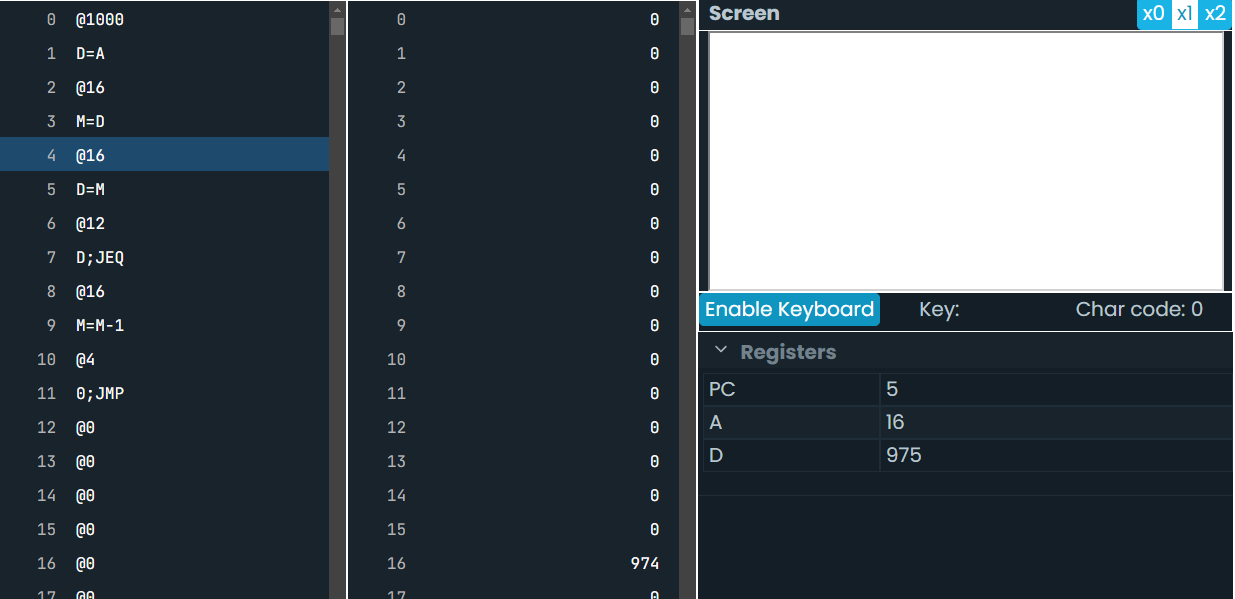 0 @1000
1 D=A
2 @16
3 M=D
4 @16
5 D=M
6 @12
7 D;JEQ
8 @16
9 M=M-1
10 @4
11 0;JMP
12 @0
13 @0
14 @0
15 @0
16 @0
17 @0
0 0
1 0
2 0
3 0
4 0
5 0
6 0
7 0
8 0
9 0
10 0
11 0
12 0
13 0
14 0
15 0
16 974
17 0
Screen x0 x1 x2
Enable Keyboard Key: Char code: 0
Registers
PC 5
A 16
D 975